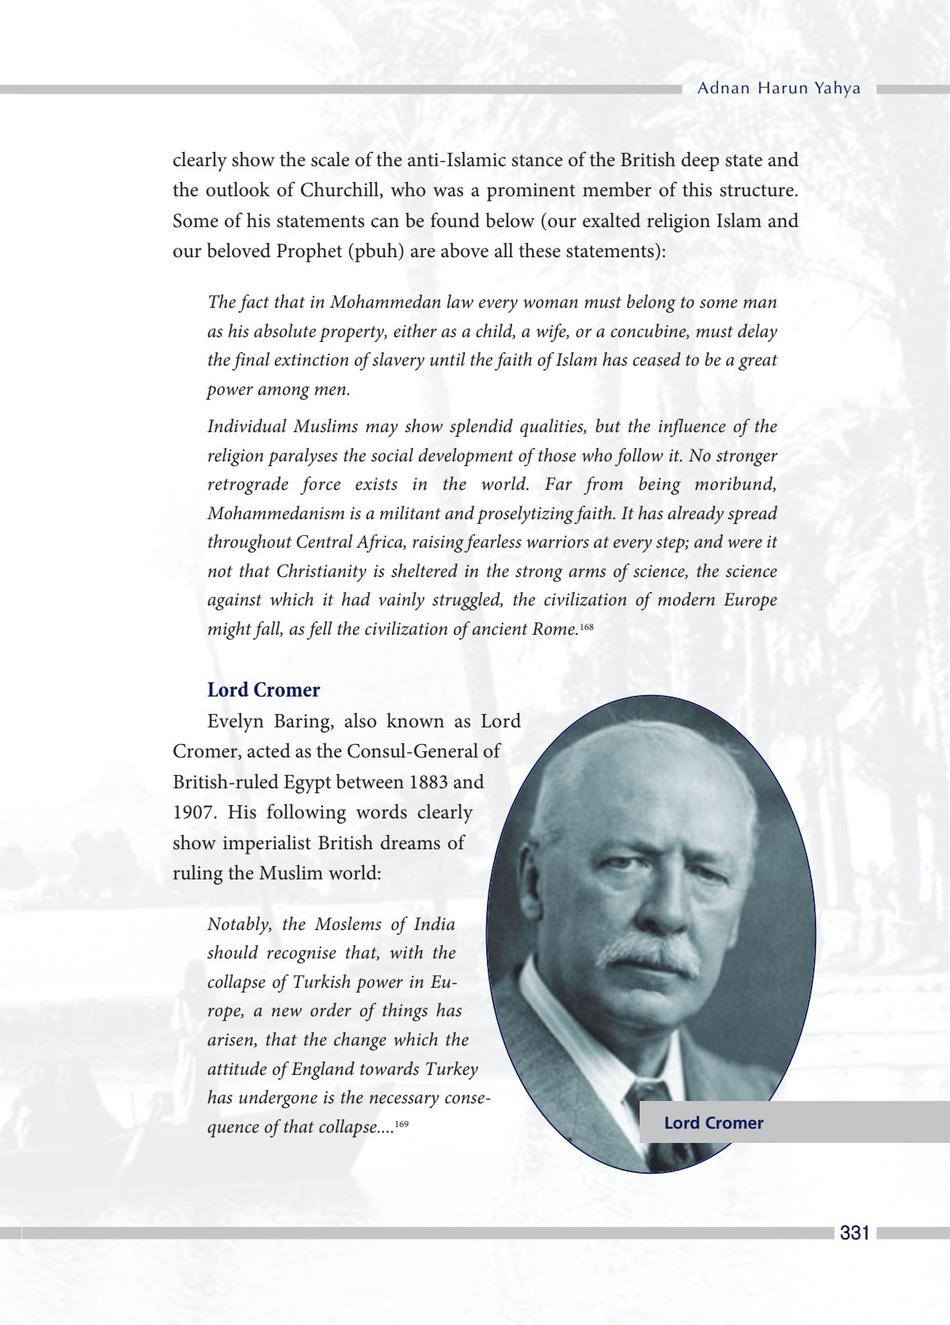 Adnan Harun Yahya
clearly show the scale of the anti-Islamic stance of the British deep state and
the outlook of Churchill, who was a prominent member of this structure.
Some of his statements can be found below (our exalted religion Islam and
our beloved Prophet (pbuh) are above all these statements):
The fact that in Mohammedan law every woman must belong to some man
as his absolute property, either as a child, a wife, or a concubine, must delay
the final extinction of slavery until the faith of Islam has ceased to be a great
power among men.
Individual Muslims may show splendid qualities, but the influence of the
religion paralyses the social development of those who follow it. No stronger
retrograde force exists in the world. Far from being moribund,
Mohammedanism is a militant and proselytizing faith. It has already spread
throughout Central Africa, raising fearless warriors at every step; and were it
not that Christianity is sheltered in the strong arms of science, the science
against which it had vainly struggled, the civilization of modern Europe
might fall, as fell the civilization of ancient Rome.168
Lord Cromer
Evelyn Baring, also known as Lord
Cromer, acted as the Consul-General of
British-ruled Egypt between 1883 and
1907. His following words clearly
show imperialist British dreams of
ruling the Muslim world:
Notably, the Moslems of India
should recognise that, with the
collapse of Turkish power in Eu-
rope, a new order of things has
arisen, that the change which the
attitude of England towards Turkey
has undergone is the necessary conse-
quence of that collapse....169
Lord Cromer
331